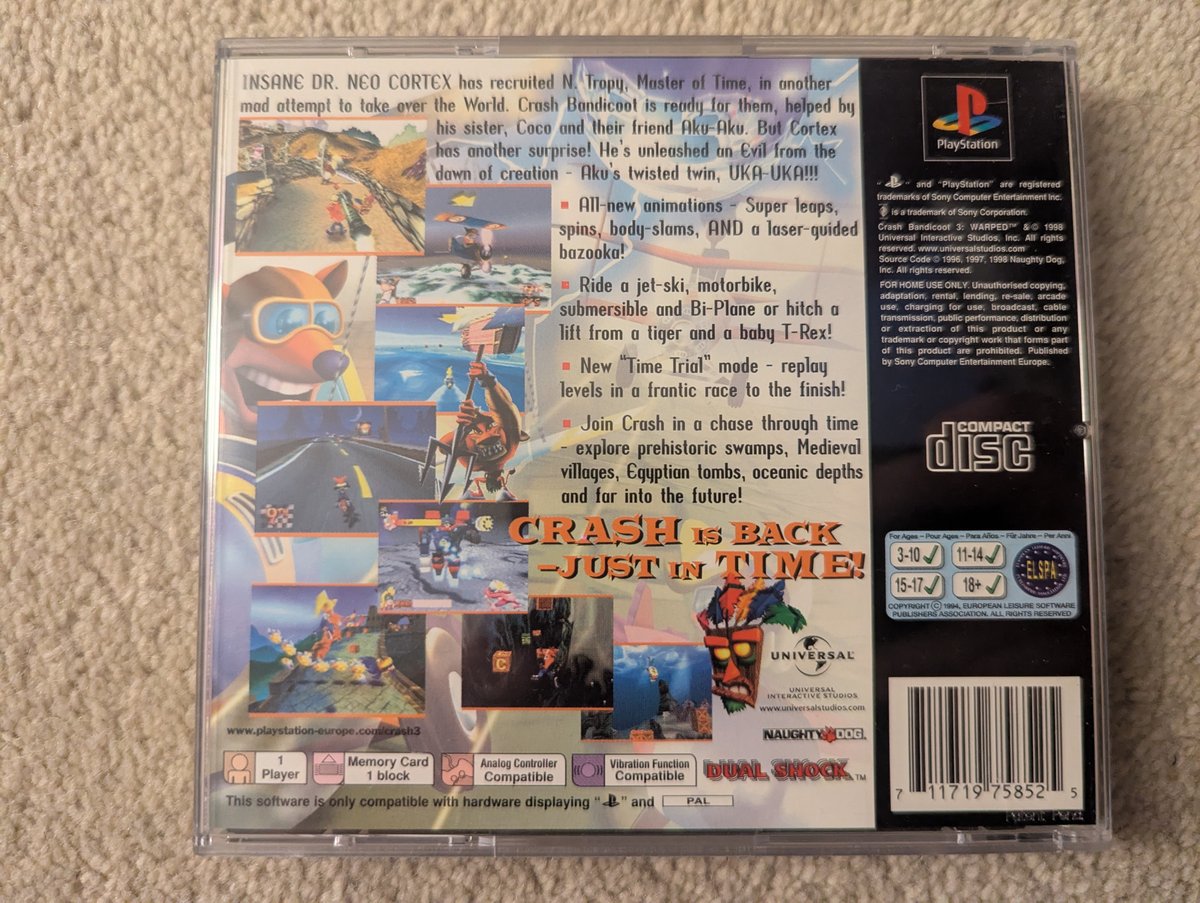 INSANE DR. NEO CORTEX has recruited N. Tropy, Master of Time, in another
mad attempt to take over the World. Crash Bandicoot is ready for them, helped by
his sister, Coco and their friend Aku-Aku. But Cortex
has another surprise! He's unleashed an Evil from the
dawn of creation - Aku's twisted twin, UKA-UKA!!!
All-new animations - Super leaps,
spins, body-slams, AND a laser-guided
bazooka!
Ride a jet-ski, motorbike,
submersible and Bi-Plane or hitch a
lift from a tiger and a baby T-Rex!
New "Time Trial" mode - replay
levels in a frantic race to the finish!
Join Crash in a chase through time
- explore prehistoric swamps, Medieval
villages, Egyptian tombs, oceanic depths
and far into the future!
CRASH IS BACK
-JUST IN TIME!
C
UNIVERSAL
UNIVERSAL
INTERACTIVE STUDIOS
www.universalstudios.com
NAUGHTY DOG.
www.playstation-europe.com/crash3
1
Player
Memory Card
1 block
Analog Controller
Compatible
Vibration Function
Compatible
DUAL SHOCK™
This software is only compatible with hardware displaying " " and PAL
PlayStation
" " and "PlayStation" are registered
trademarks of Sony Computer Entertainment Inc.
is a trademark of Sony Corporation.
Crash Bandicoot 3: WARPED™ & © 1998
Universal Interactive Studios, Inc. All rights
reserved. www.universalstudios.com
Source Code © 1996, 1997, 1998 Naughty Dog,
Inc. All rights reserved.
FOR HOME USE ONLY. Unauthorised copying,
adaptation, rental, lending, re-sale, arcade
use, charging for use, broadcast, cable
transmission, public performance, distribution
or extraction of this product or any
trademark or copyright work that forms part
of this product are prohibited. Published
by Sony Computer Entertainment Europe.
COMPACT
disc
For Ages - Pour Ages - Para Años - Für Jahre - Per Anni
3-10 ✓ 11-14 ✓
15-17 ✓ 18+ ✓
ELSPA
COPYRIGHT © 1994, EUROPEAN LEISURE SOFTWARE
PUBLISHERS ASSOCIATION. ALL RIGHTS RESERVED
7 11719 75852 5